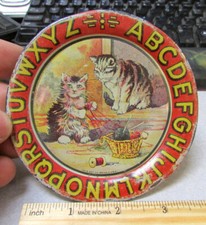 ABCDEFGHIJKLMNOPQRSTUVWXYZ
inch 1 2 3
MADE IN CHINA